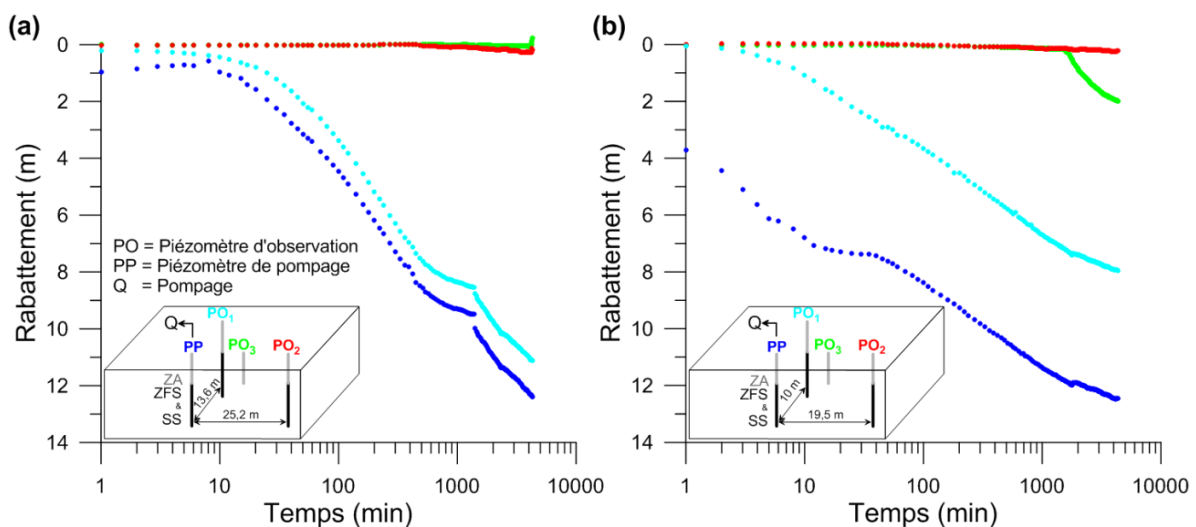 (a)
0
2
4
6
8
10
12
14
Rabattement (m)
PO = Piézomètre d'observation
PP = Piézomètre de pompage
Q = Pompage
Q
PO1
PP
PO3
PO2
ZA
ZFS
&
SS
13,6 m
25,2 m
1 10 100 1000 10000
Temps (min)
(b)
0
2
4
6
8
10
12
14
Rabattement (m)
Q
PO1
PP
PO3
PO2
ZA
ZFS
&
SS
10 m
19,5 m
1 10 100 1000 10000
Temps (min)